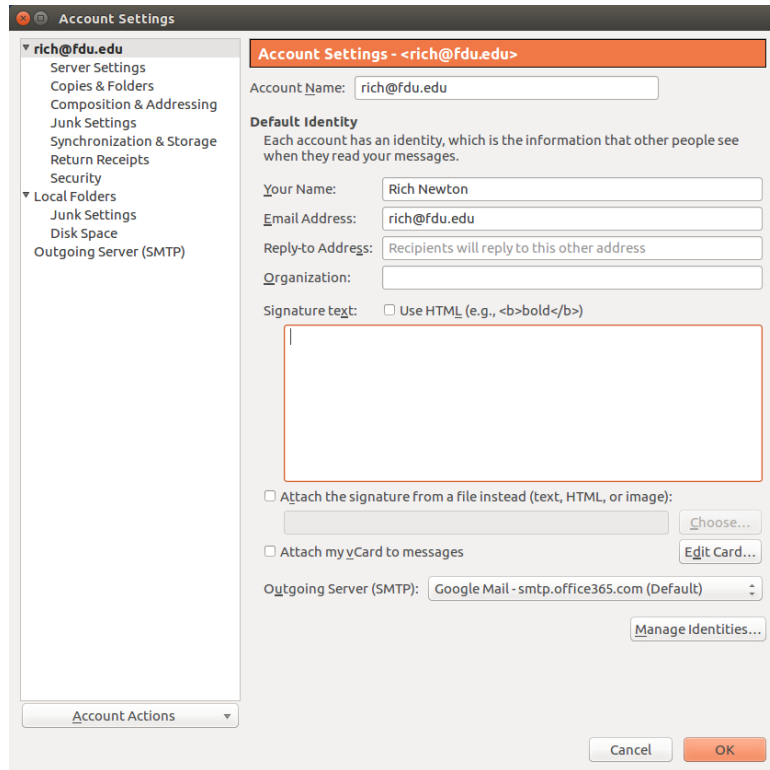 Account Settings
rich@fdu.edu
Server Settings
Copies & Folders
Composition & Addressing
Junk Settings
Synchronization & Storage
Return Receipts
Security
Local Folders
Junk Settings
Disk Space
Outgoing Server (SMTP)
Account Actions
Account Settings - <rich@fdu.edu>
Account Name: rich@fdu.edu
Default Identity
Each account has an identity, which is the information that other people see
when they read your messages.
Your Name: Rich Newton
Email Address: rich@fdu.edu
Reply-to Address: Recipients will reply to this other address
Organization:
Signature text: Use HTML (e.g., <b>bold</b>)
Attach the signature from a file instead (text, HTML, or image):
Choose...
Attach my vCard to messages
Edit Card...
Outgoing Server (SMTP): Google Mail - smtp.office365.com (Default)
Manage Identities...
Cancel
OK